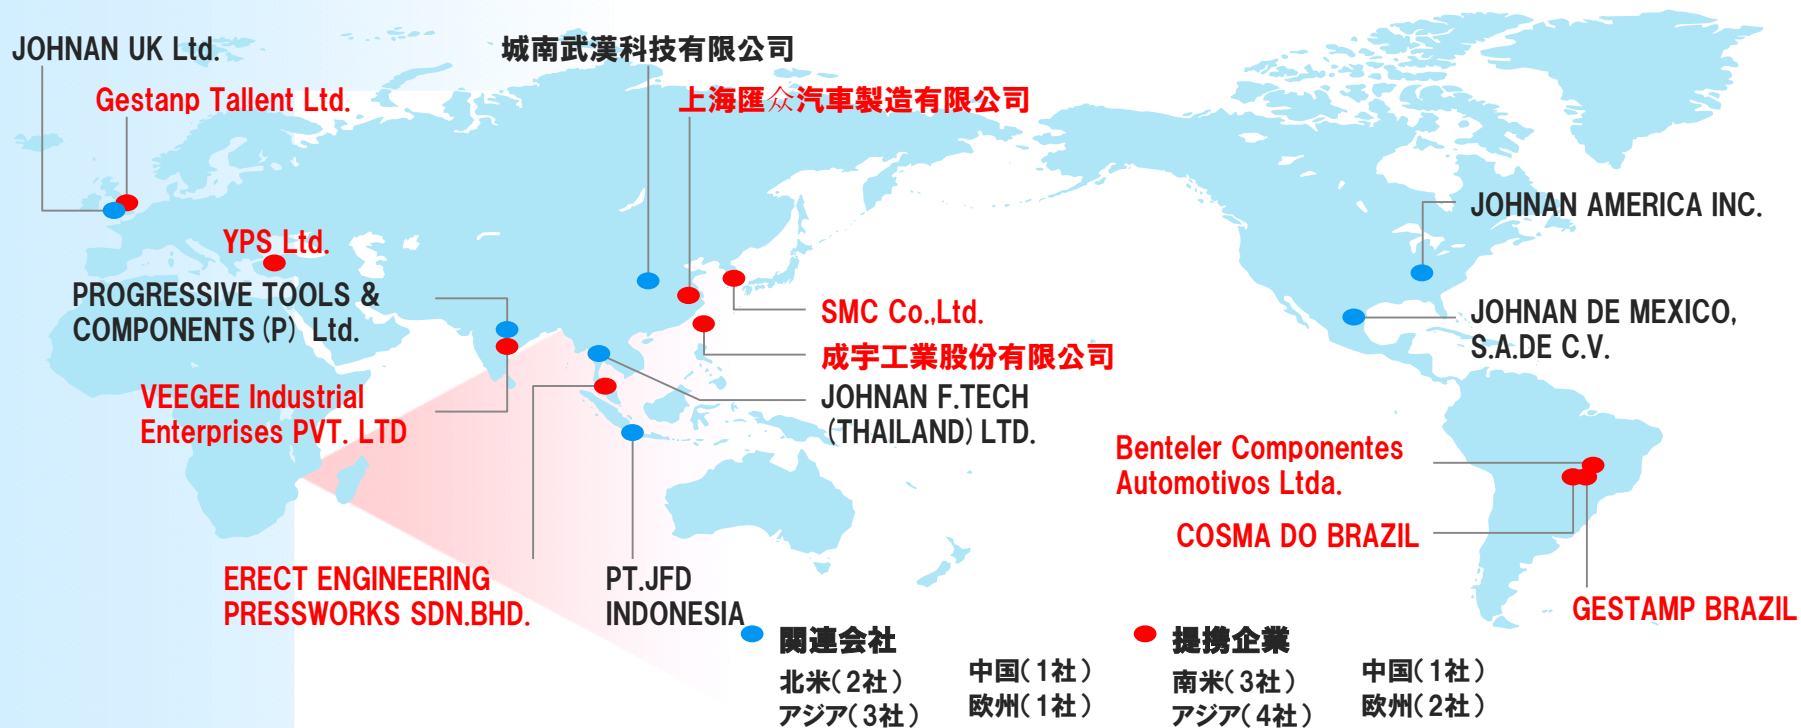 JOHNAN UK Ltd.
Gestanp Tallent Ltd.
城南武漢科技有限公司
上海匯众汽車製造有限公司
YPS Ltd.
PROGRESSIVE TOOLS &
COMPONENTS (P) Ltd.
VEEGEE Industrial
Enterprises PVT. LTD
ERECT ENGINEERING
PRESSWORKS SDN.BHD.
PT.JFD
INDONESIA
SMC Co.,Ltd.
成宇工業股份有限公司
JOHNAN F.TECH
(THAILAND) LTD.
JOHNAN AMERICA INC.
JOHNAN DE MEXICO,
S.A.DE C.V.
Benteler Componentes
Automotivos Ltda.
COSMA DO BRAZIL
GESTAMP BRAZIL
関連会社
北米(2社)
アジア(3社)
中国(1社)
欧州(1社)
提携企業
南米(3社)
アジア(4社)
中国(1社)
欧州(2社)